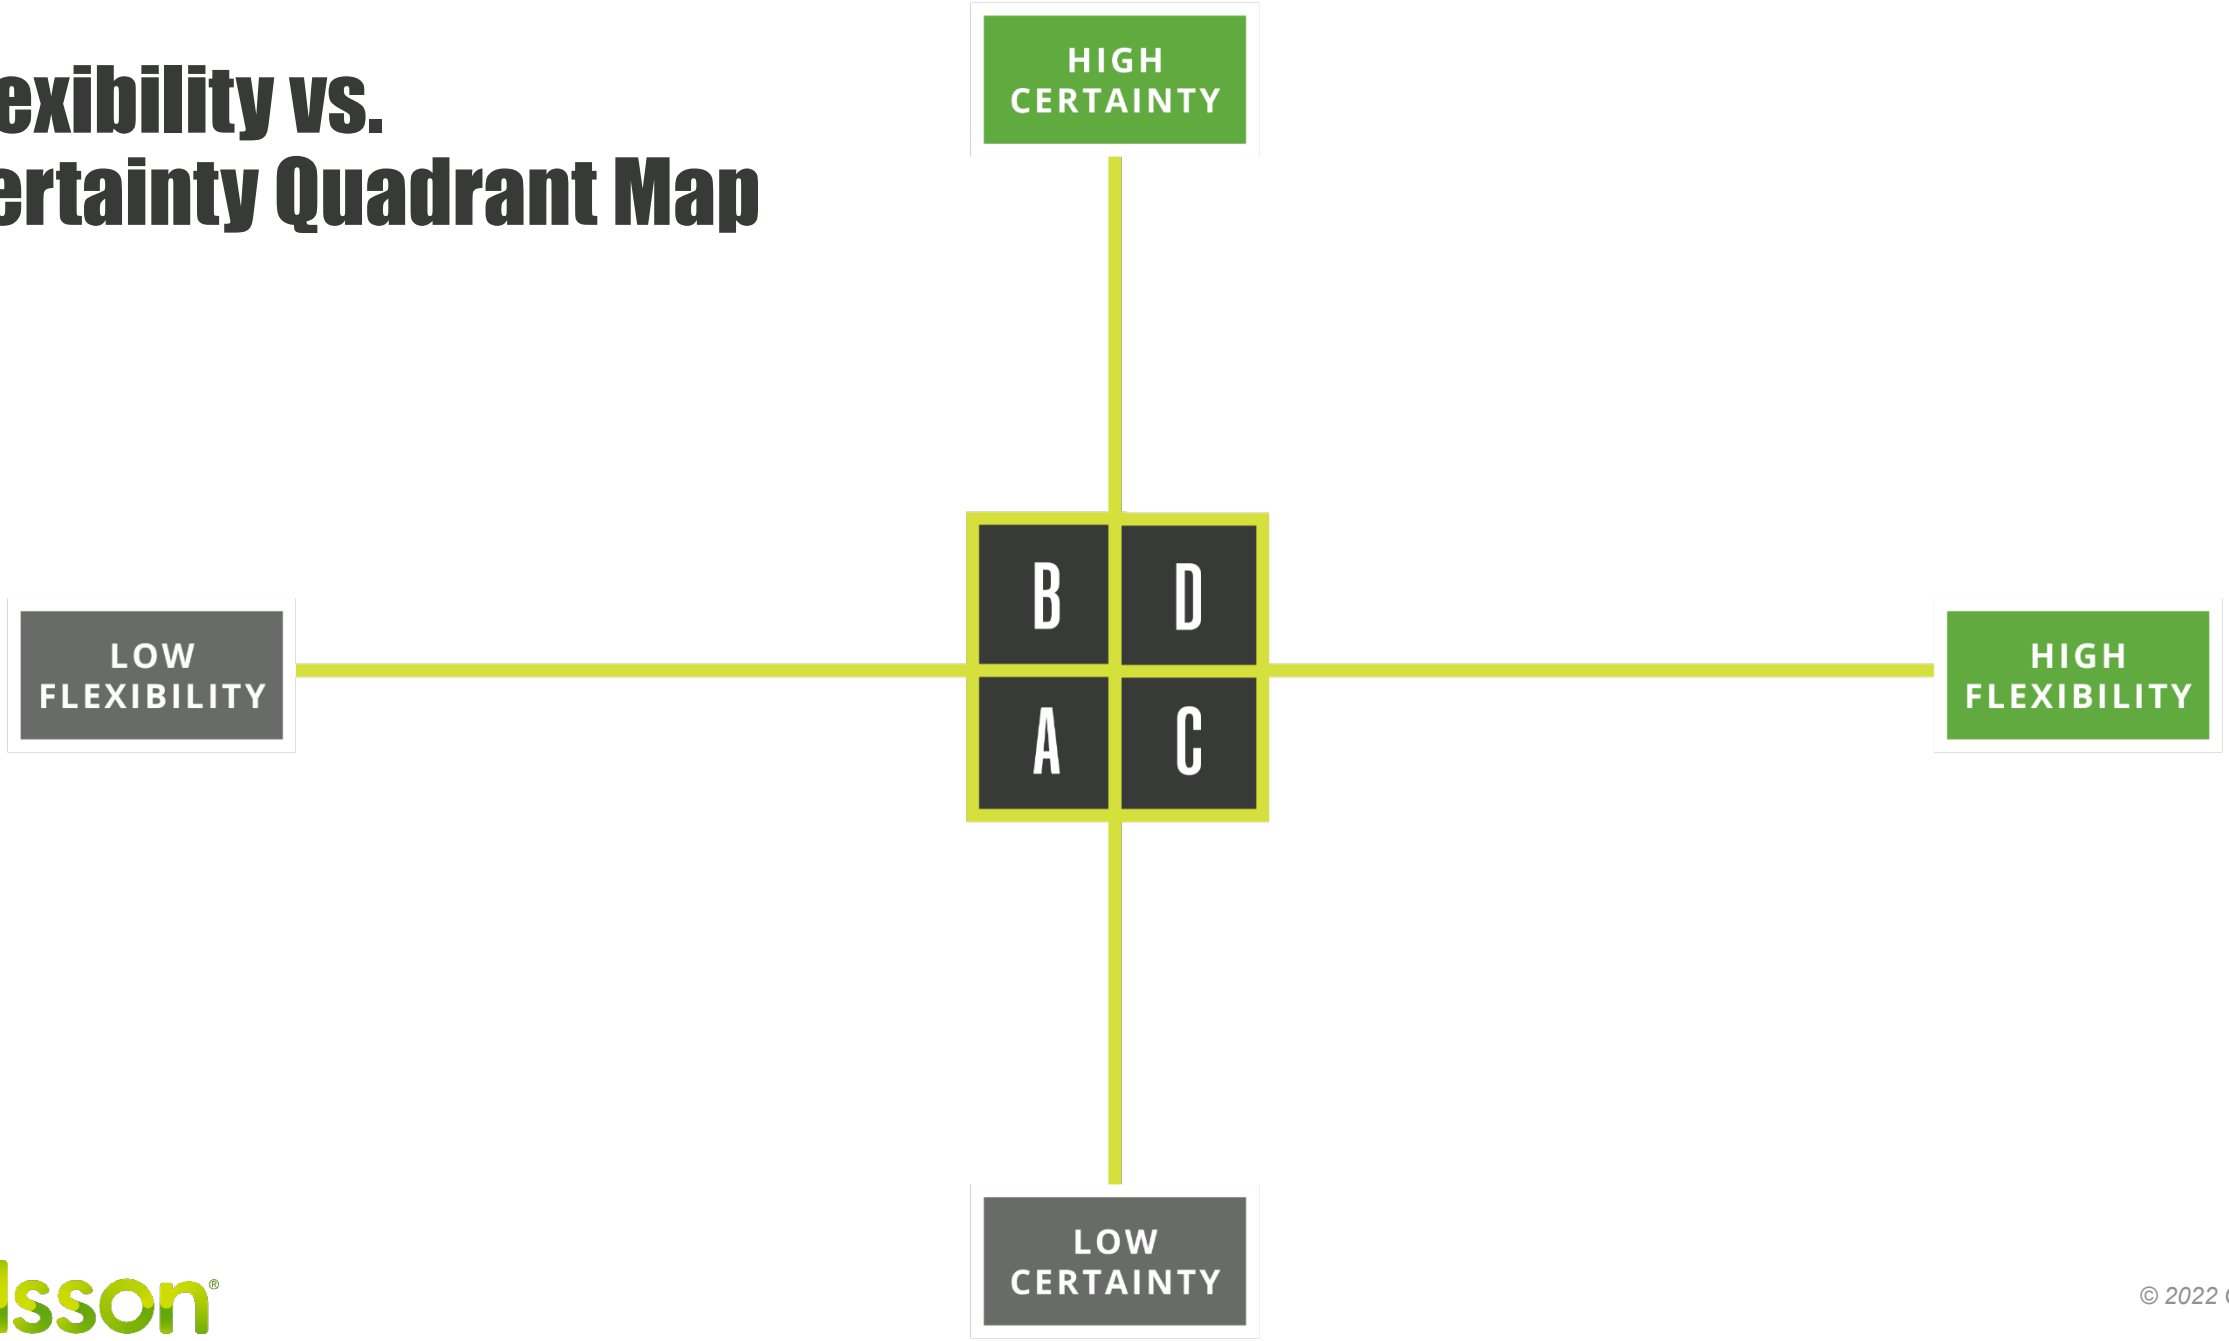 exibility vs.
ertainty Quadrant Map
HIGH
CERTAINTY
B D
LOW
FLEXIBILITY
HIGH
FLEXIBILITY
A C
LOW
CERTAINTY
lsson®
© 2022